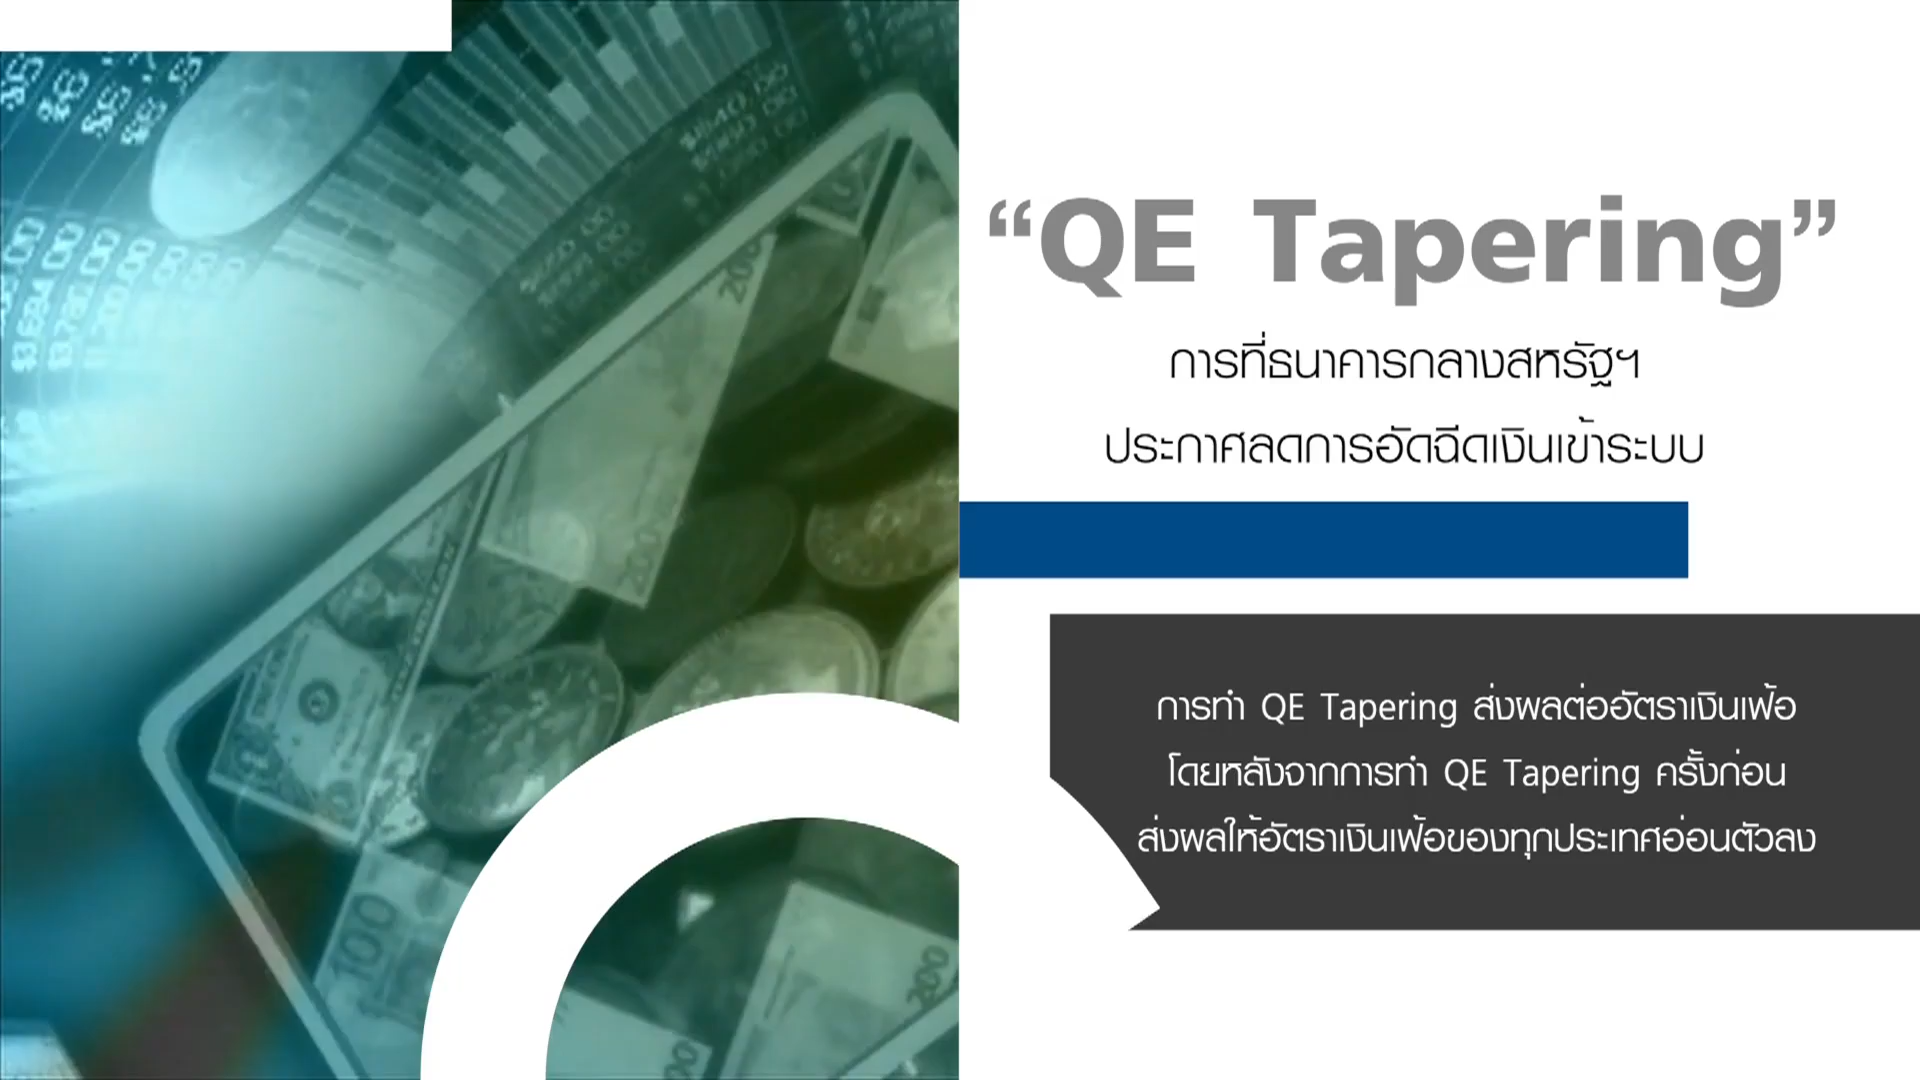 “QE Tapering”
การที่ธนาคารกลางสหรัฐฯ
ประกาศลดการอัดฉีดเงินเข้าระบบ
การทำ QE Tapering ส่งผลต่ออัตราเงินเฟ้อ
โดยหลังจากการทำ QE Tapering ครั้งก่อน
ส่งผลให้อัตราเงินเฟ้อของทุกประเทศอ่อนตัวลง
200
200
100
200